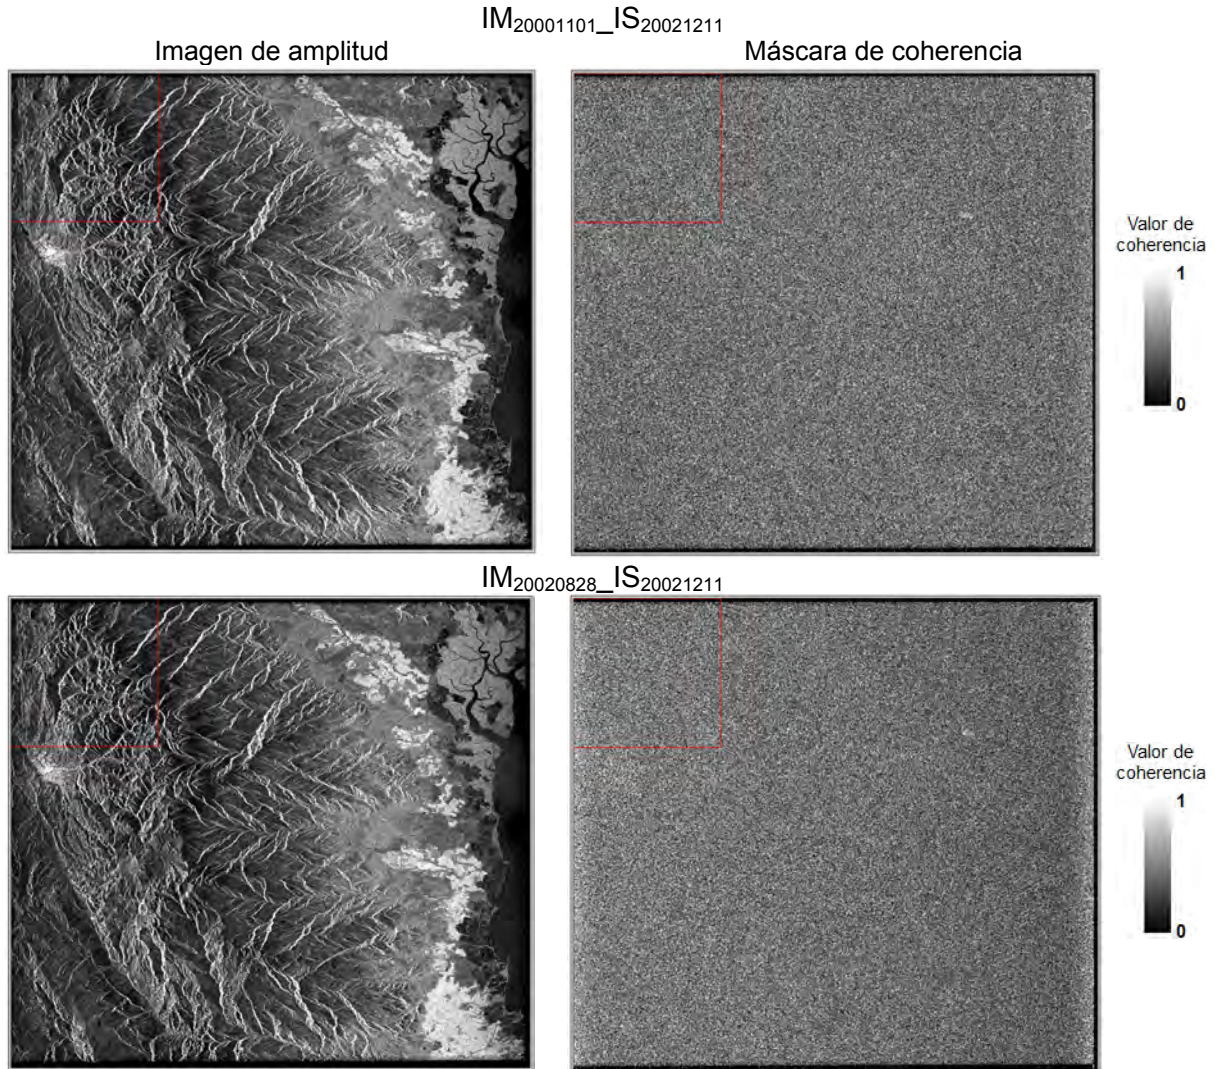 IM20001101_IS20021211
Imagen de amplitud
Máscara de coherencia
Valor de
coherencia
1
0
IM20020828_IS20021211
Valor de
coherencia
1
0